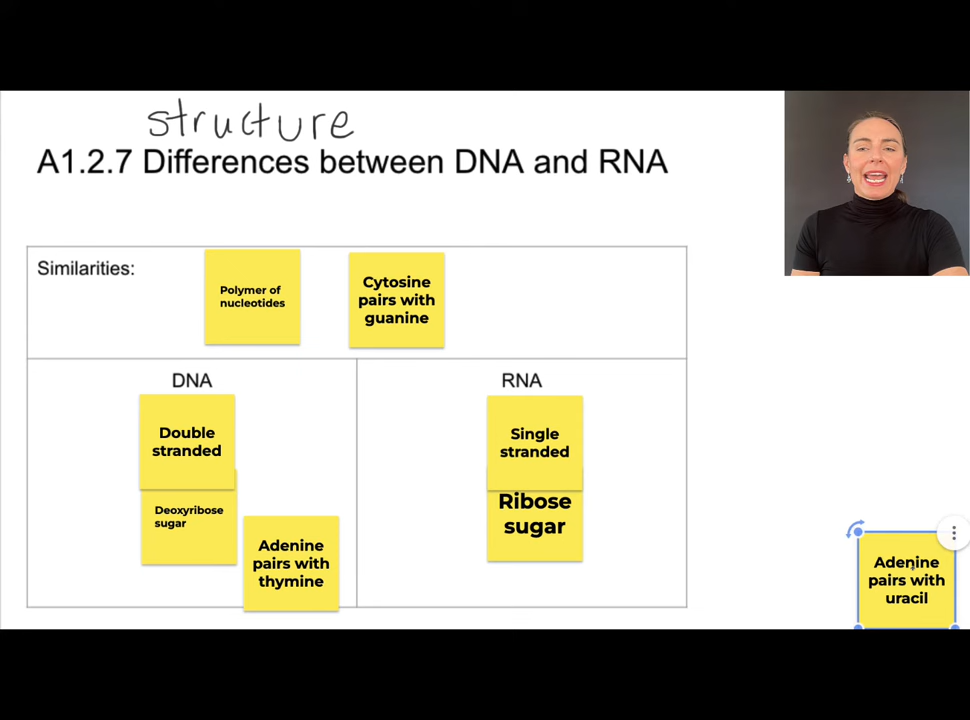 structure
A1.2.7 Differences between DNA and RNA
Similarities:
Polymer of
nucleotides
Cytosine
pairs with
guanine
DNA
RNA
Double
stranded
Single
stranded
Deoxyribose
sugar
Ribose
sugar
Adenine
pairs with
thymine
Adenine
pairs with
uracil